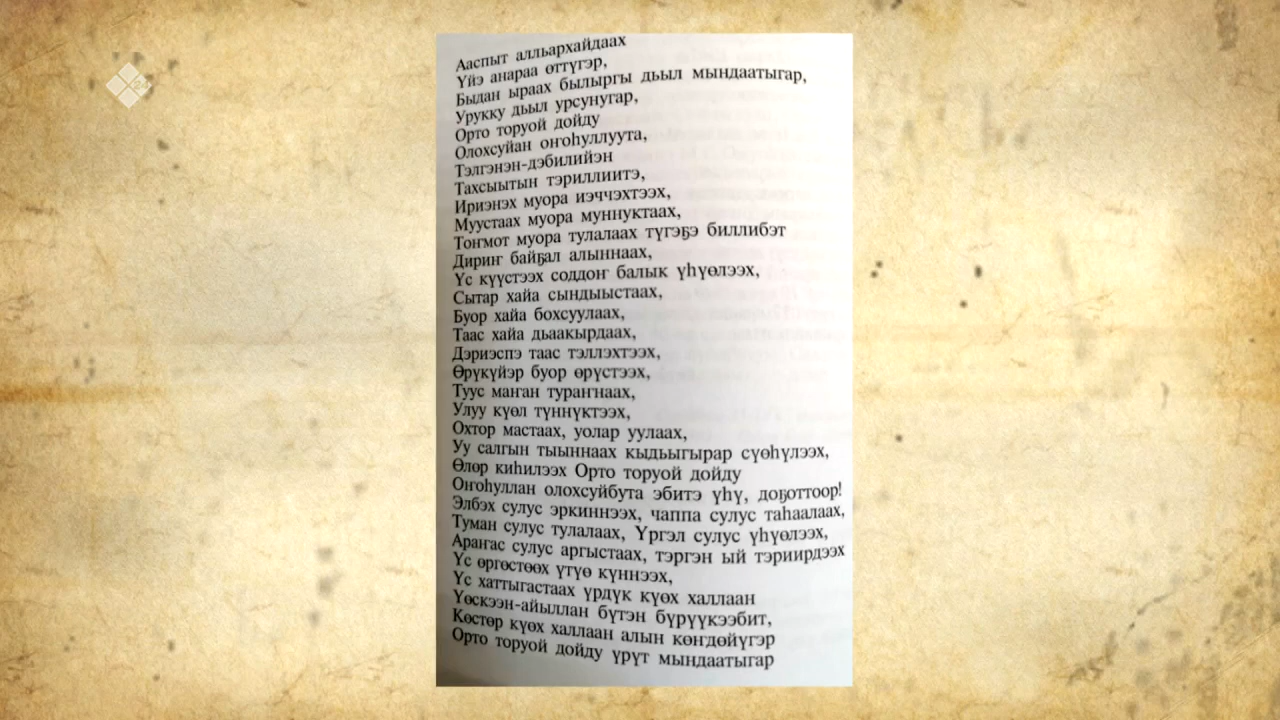 Ааспыт алльархайдаах
Үйэ анараа өттүгэр,
Быдан ыраах былыргы дьыл мындаатыгар,
Урукку дьыл урсунугар,
Орто торуой дойду
Олохсуйан оҥоһуллуута,
Тэлгэнэн-дэбилийэн
Тахсыытын тэриллиитэ,
Ириэнэх муора иэччэхтээх,
Муустаах муора муннуктаах,
Тоҥмот муора тулалаах түгэҕэ биллибэт
Дириҥ байҕал алыннаах,
Үс күүстээх соддоҥ балык үһүөлээх,
Сытар хайа сындыыстаах,
Буор хайа бохсуулаах,
Таас хайа дьаакырдаах,
Дэриэспэ таас тэллэхтээх,
Өрүкүйэр буор өрүстээх,
Туус маҥан тураҥнаах,
Улуу күөл түннүктээх,
Охтор мастаах, уолар уулаах,
Уу салгын тыыннаах кыдьыгырар сүөһүлээх,
Өлөр киһилээх Орто торуой дойду
Оҥоһуллан олохсуйбута эбитэ үһү, доҕоттоор!
Элбэх сулус эркиннээх, чаппа сулус таһаалаах,
Туман сулус тулалаах, Үргэл сулус үһүөлээх,
Араҥас сулус аргыстаах, тэргэн ый тэриирдээх
Үс өргөстөөх үтүө күннээх,
Үс хаттыгастаах үрдүк күөх халлаан
Үөскээн-айыллан бүтэн бүрүүкээбит,
Көстөр күөх халлаан алын көҥдөйүгэр
Орто торуой дойду үрүт мындаатыгар